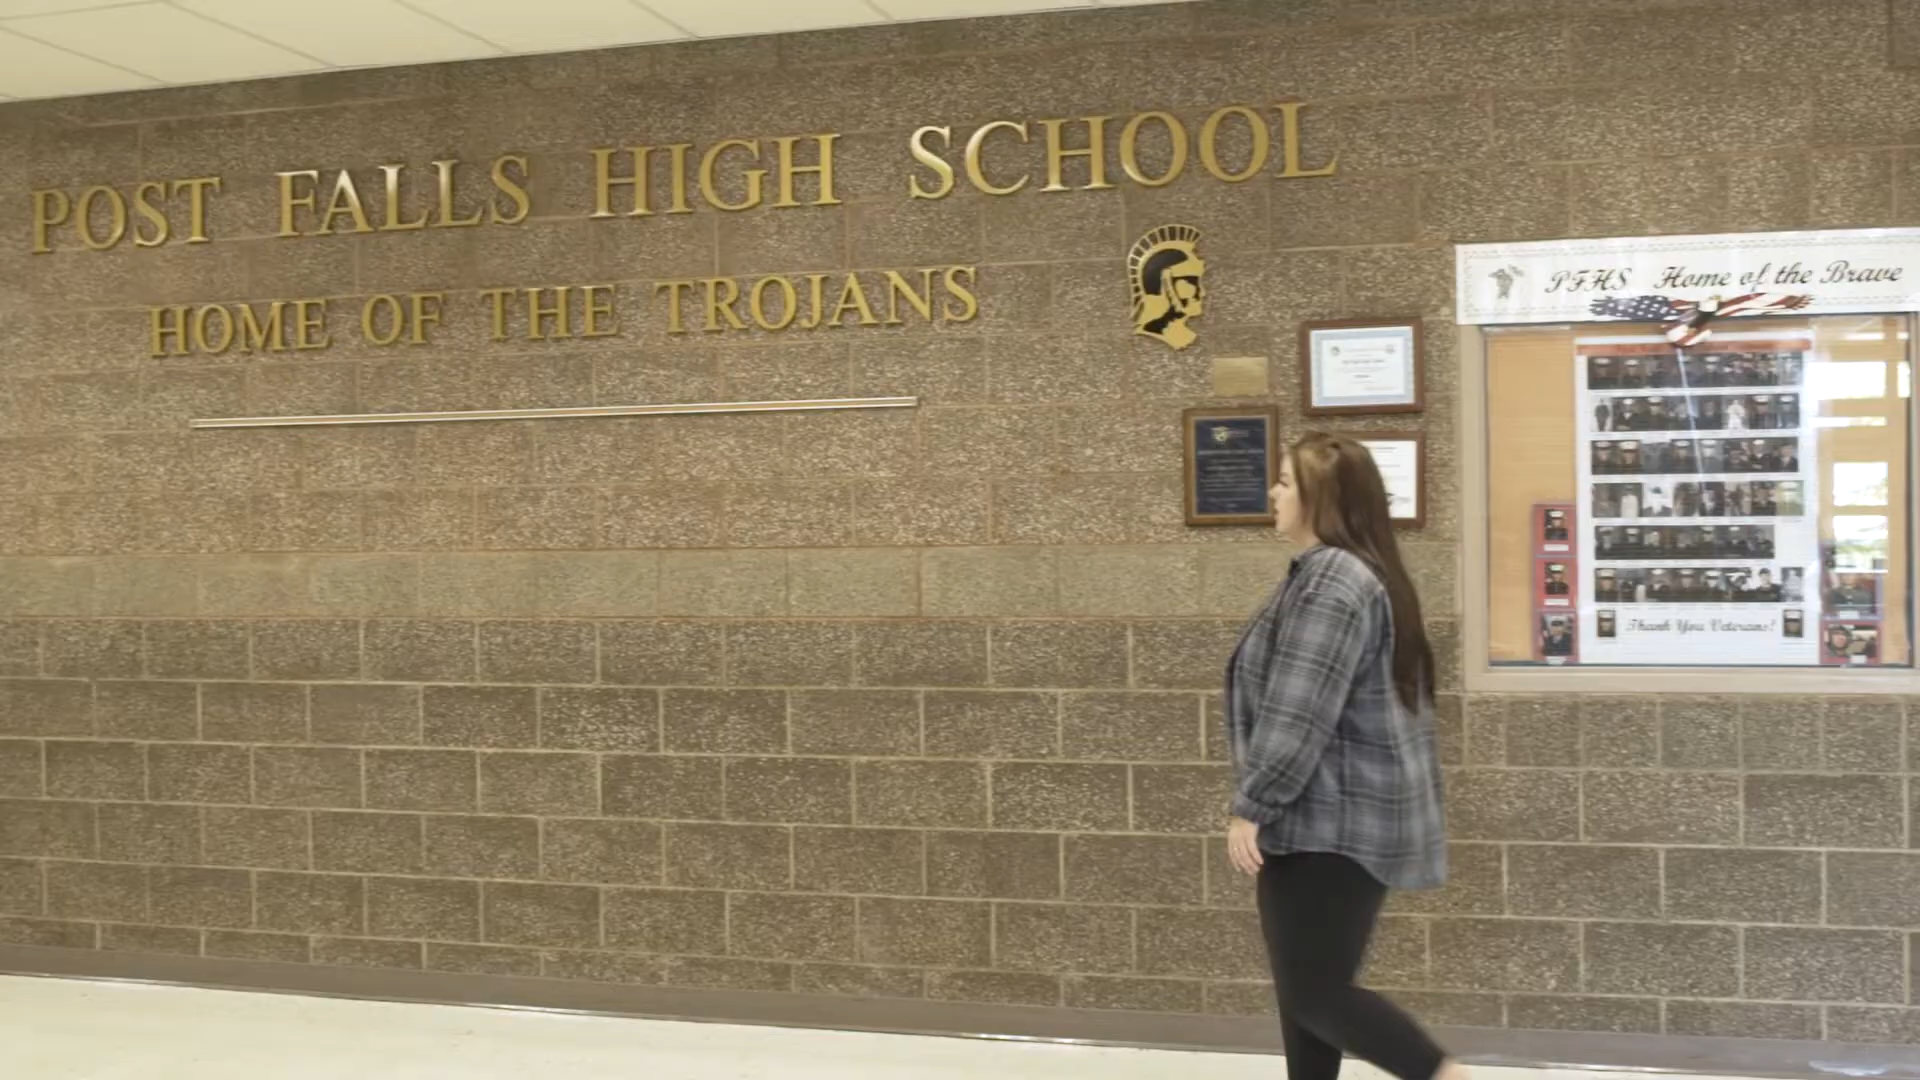 POST FALLS HIGH SCHOOL
HOME OF THE TROJANS
PFHS Home of the Brave
Thank You Veterans!